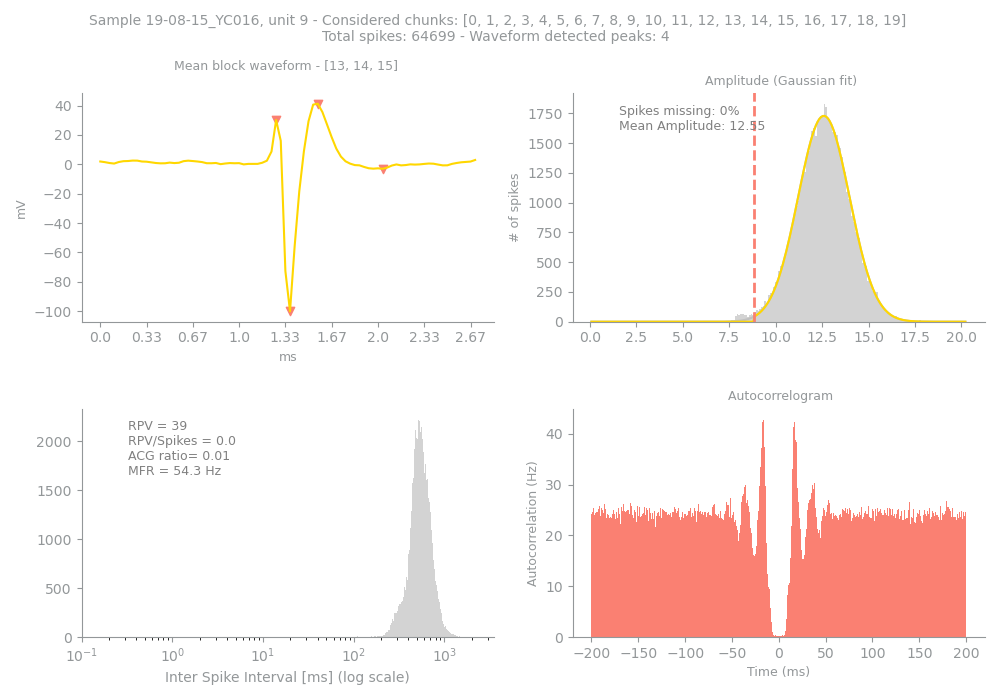 Sample 19-08-15_YC016, unit 9 - Considered chunks: [0, 1, 2, 3, 4, 5, 6, 7, 8, 9, 10, 11, 12, 13, 14, 15, 16, 17, 18, 19]
Total spikes: 64699 - Waveform detected peaks: 4
Mean block waveform - [13, 14, 15]
40
20
0
−20
−40
−60
−80
−100
mV
0.0 0.33 0.67 1.0 1.33 1.67 2.0 2.33 2.67
ms
Amplitude (Gaussian fit)
Spikes missing: 0%
Mean Amplitude: 12.55
1750
1500
1250
1000
750
500
250
0
# of spikes
0.0 2.5 5.0 7.5 10.0 12.5 15.0 17.5 20.0
RPV = 39
RPV/Spikes = 0.0
ACG ratio= 0.01
MFR = 54.3 Hz
2000
1500
1000
500
0
10⁻¹ 10⁰ 10¹ 10² 10³
Inter Spike Interval [ms] (log scale)
Autocorrelogram
40
30
20
10
0
Autocorrelation (Hz)
−200 −150 −100 −50 0 50 100 150 200
Time (ms)